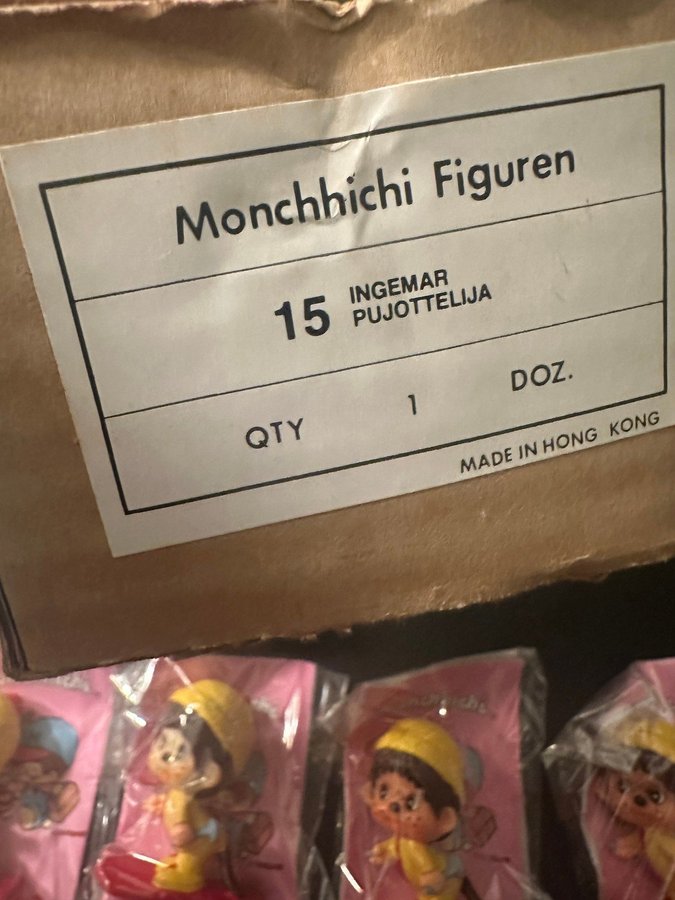 Monchhichi Figuren
15 INGEMAR
PUJOTTELIJA
QTY 1 DOZ.
MADE IN HONG KONG